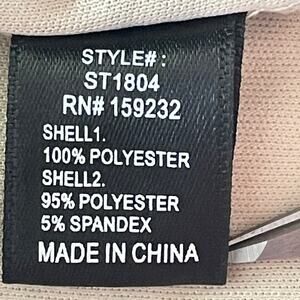 STYLE#:
ST1804
RN# 159232
SHELL1.
100% POLYESTER
SHELL2.
95% POLYESTER
5% SPANDEX
MADE IN CHINA